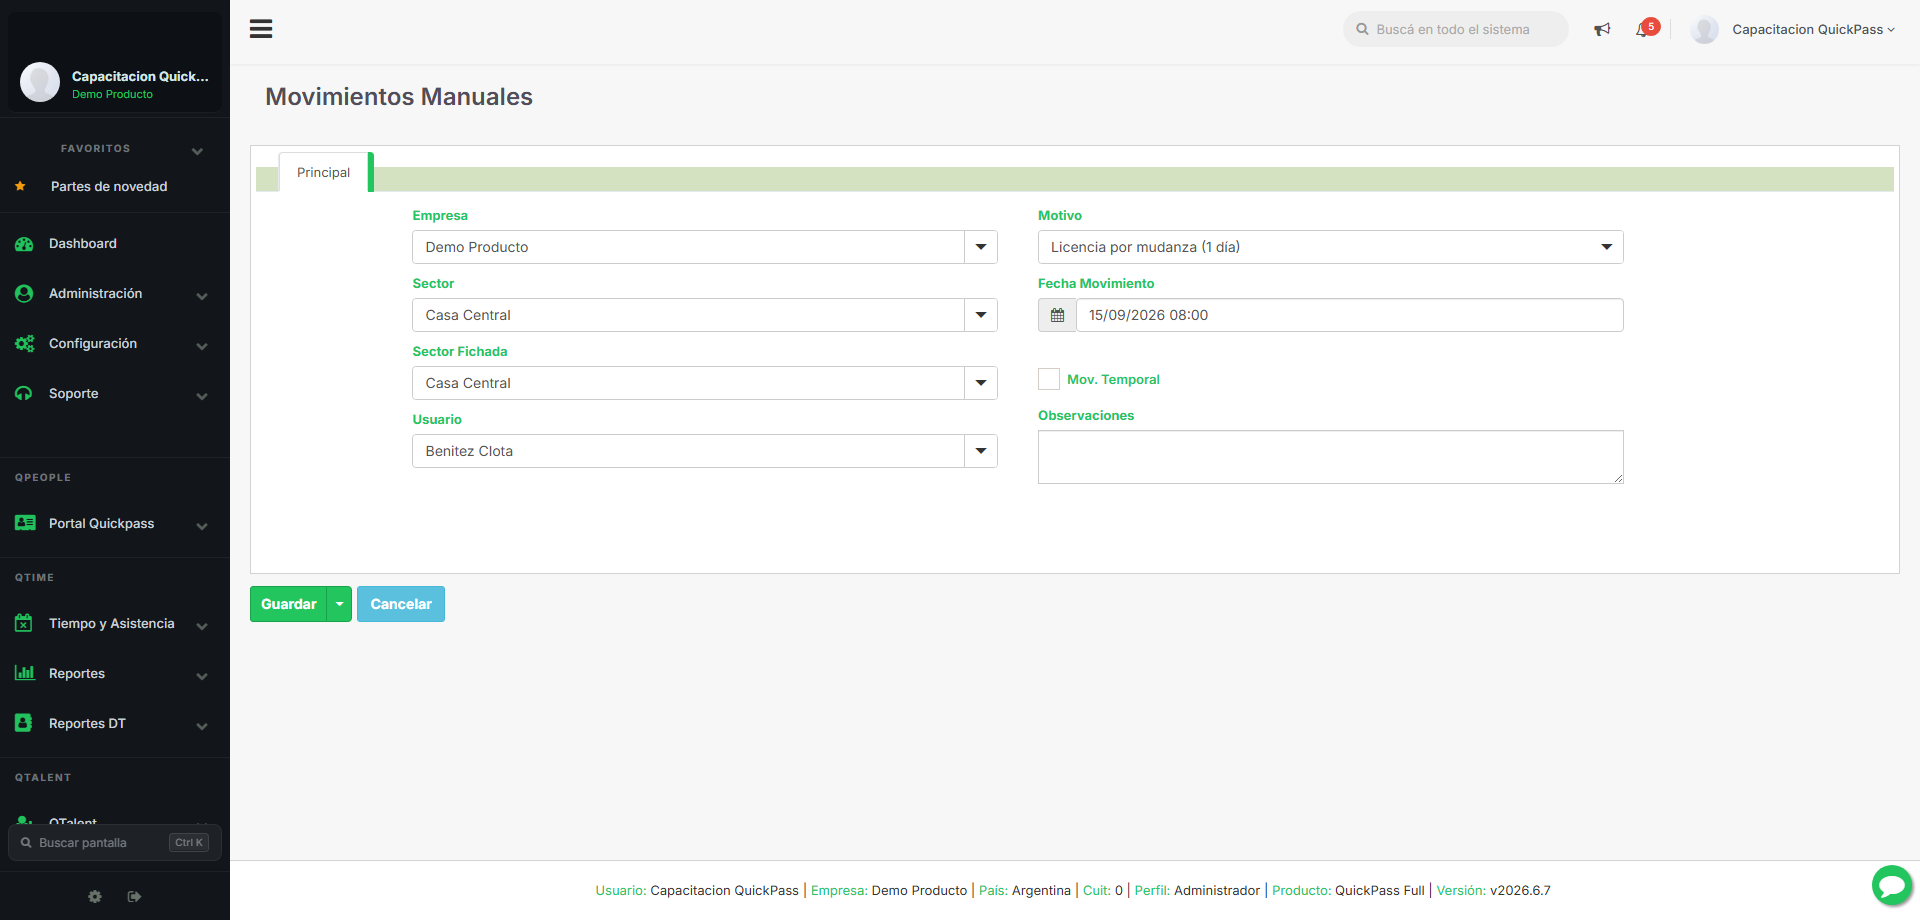 Capacitacion Quick...
Demo Producto
FAVORITOS
Partes de novedad
Dashboard
Administración
Configuración
Soporte
QPEOPLE
Portal Quickpass
QTIME
Tiempo y Asistencia
Reportes
Reportes DT
QTALENT
QTalent
Buscar pantalla
Ctrl K
Buscá en todo el sistema
5
Capacitacion QuickPass
Movimientos Manuales
Principal
Empresa
Demo Producto
Sector
Casa Central
Sector Fichada
Casa Central
Usuario
Benitez Clota
Motivo
Licencia por mudanza (1 día)
Fecha Movimiento
15/09/2026 08:00
Mov. Temporal
Observaciones
Guardar
Cancelar
Usuario: Capacitacion QuickPass | Empresa: Demo Producto | País: Argentina | Cuit: 0 | Perfil: Administrador | Producto: QuickPass Full | Versión: v2026.6.7